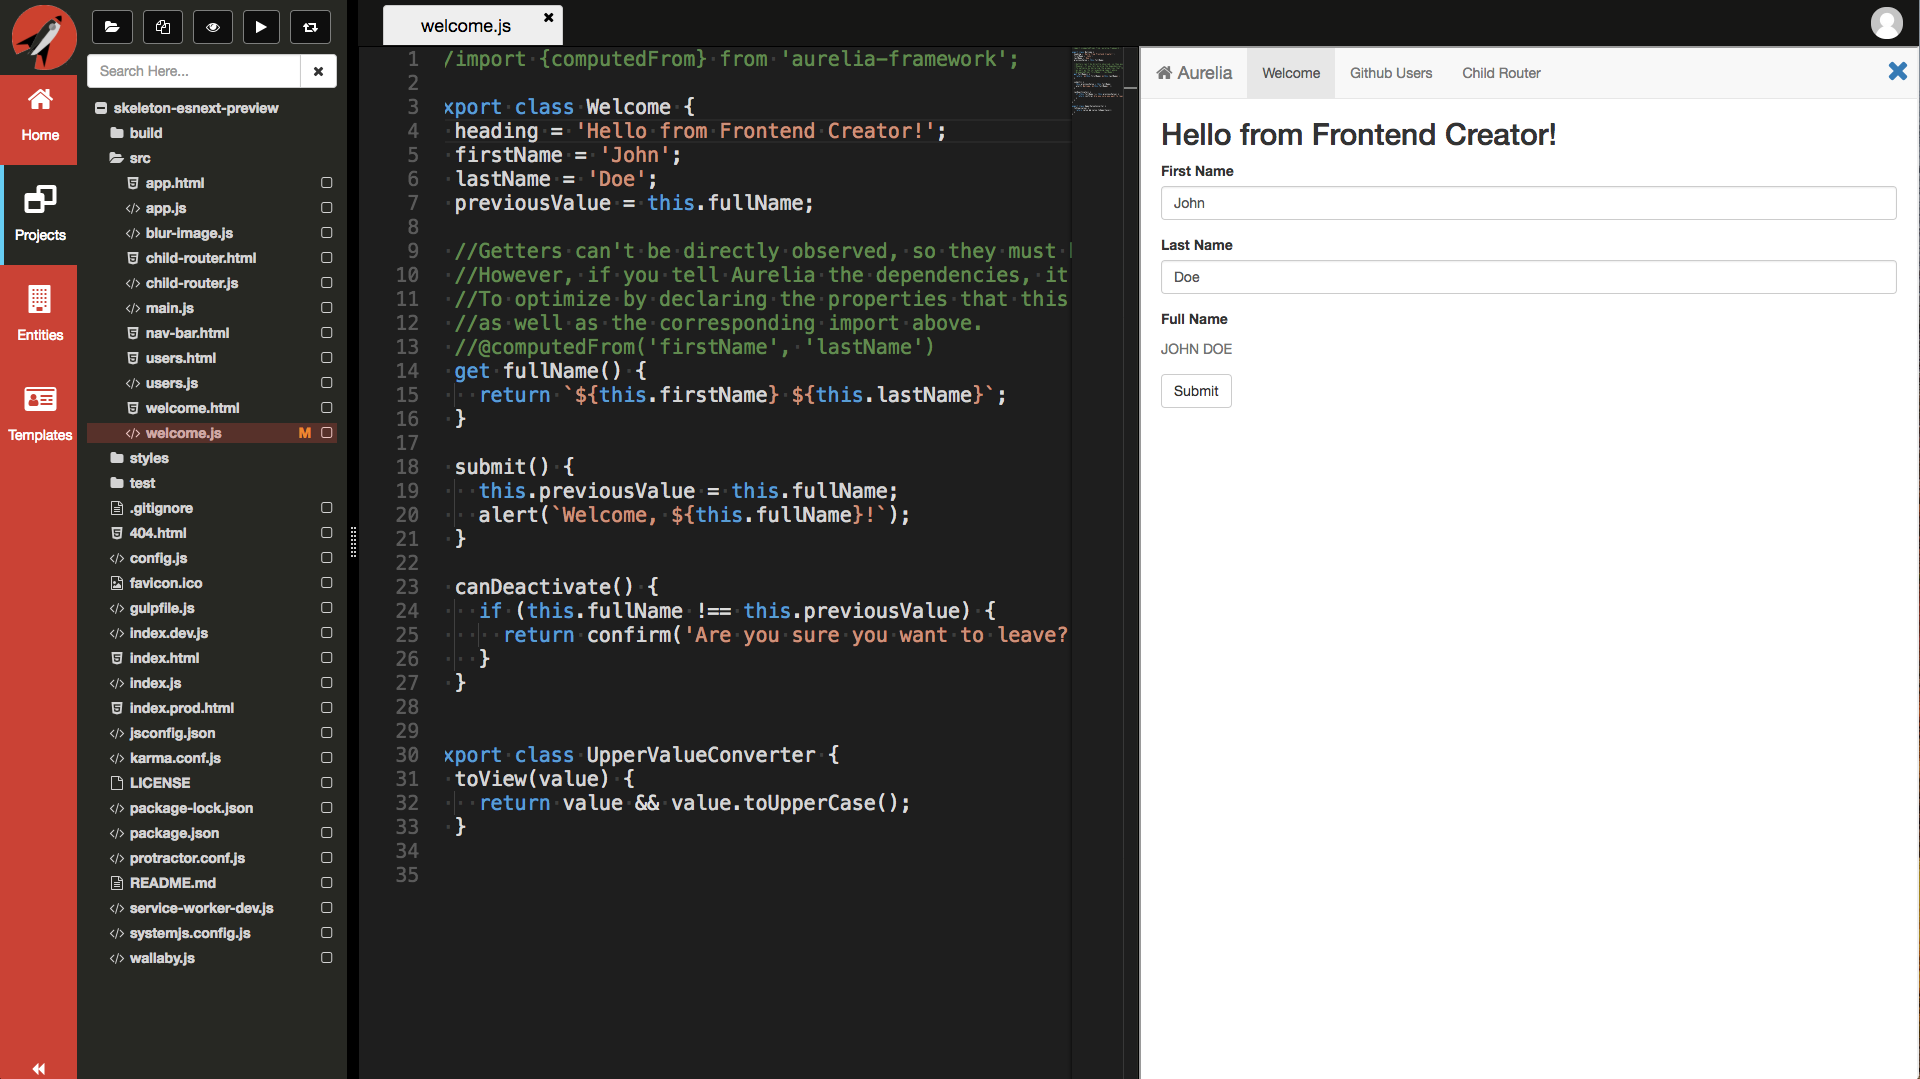 Home
Projects
Entities
Templates
Search Here...
skeleton-esnext-preview
build
src
app.html
app.js
blur-image.js
child-router.html
child-router.js
main.js
nav-bar.html
users.html
users.js
welcome.html
welcome.js M
styles
test
.gitignore
404.html
config.js
favicon.ico
gulpfile.js
index.dev.js
index.html
index.js
index.prod.html
jsconfig.json
karma.conf.js
LICENSE
package-lock.json
package.json
protractor.conf.js
README.md
service-worker-dev.js
systemjs.config.js
wallaby.js
welcome.js
1 /import {computedFrom} from 'aurelia-framework';
2
3 xport class Welcome {
4 heading = 'Hello from Frontend Creator!';
5 firstName = 'John';
6 lastName = 'Doe';
7 previousValue = this.fullName;
8
9 //Getters can't be directly observed, so they must
10 //However, if you tell Aurelia the dependencies, it
11 //To optimize by declaring the properties that this
12 //as well as the corresponding import above.
13 //@computedFrom('firstName', 'lastName')
14 get fullName() {
15 return `${this.firstName} ${this.lastName}`;
16 }
17
18 submit() {
19 this.previousValue = this.fullName;
20 alert(`Welcome, ${this.fullName}!`);
21 }
22
23 canDeactivate() {
24 if (this.fullName !== this.previousValue) {
25 return confirm('Are you sure you want to leave?
26 }
27 }
28
29
30 xport class UpperValueConverter {
31 toView(value) {
32 return value && value.toUpperCase();
33 }
34
35
Aurelia Welcome Github Users Child Router
Hello from Frontend Creator!
First Name
John
Last Name
Doe
Full Name
JOHN DOE
Submit